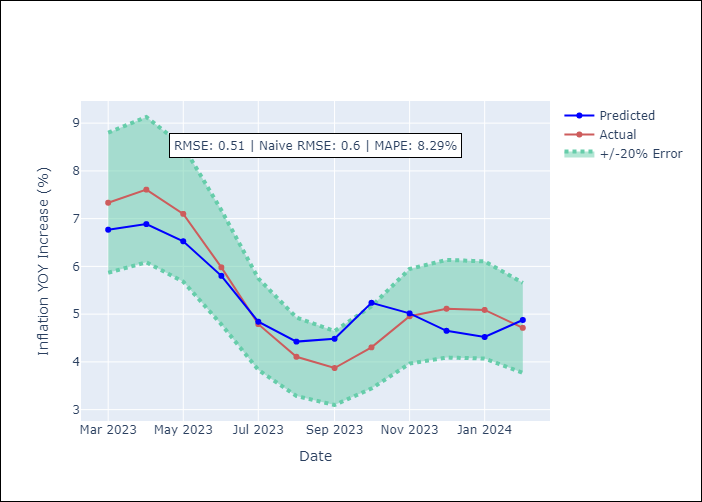 RMSE: 0.51 | Naive RMSE: 0.6 | MAPE: 8.29%
Predicted
Actual
+/-20% Error
Inflation YOY Increase (%)
9
8
7
6
5
4
3
Mar 2023 May 2023 Jul 2023 Sep 2023 Nov 2023 Jan 2024
Date